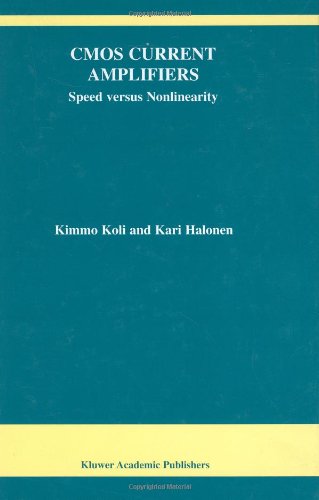 CMOS CURRENT
AMPLIFIERS
Speed versus Nonlinearity
Kimmo Koli and Kari Halonen
Kluwer Academic Publishers